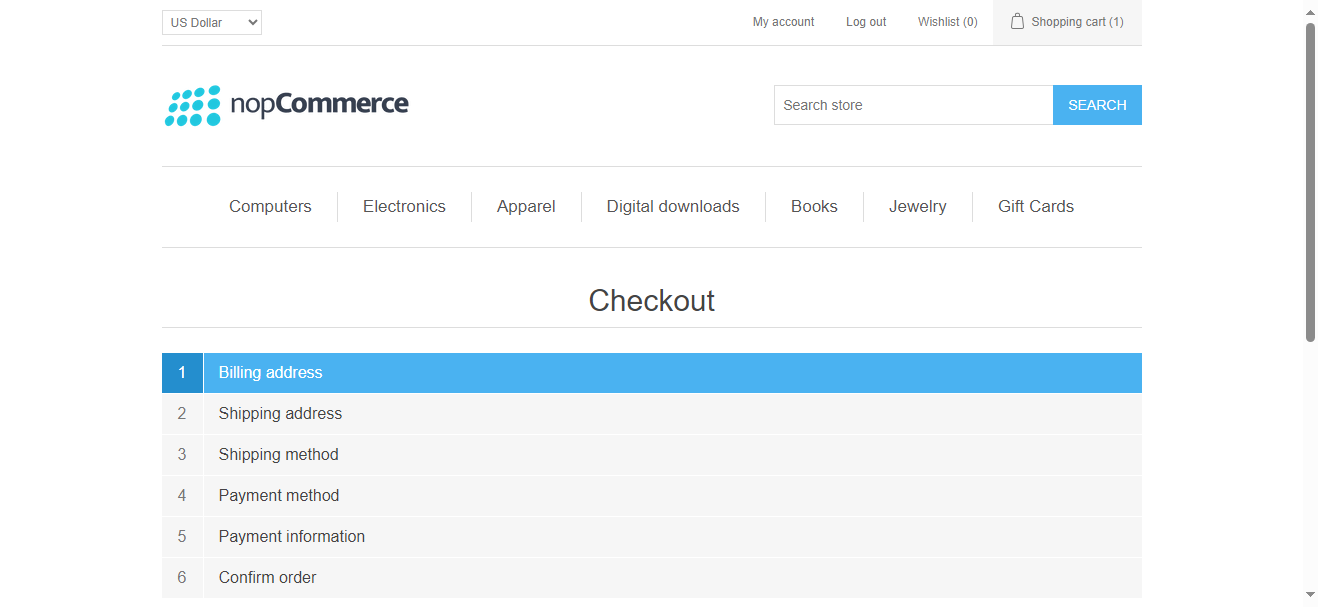 US Dollar
My account
Log out
Wishlist (0)
Shopping cart (1)
nopCommerce
Search store
SEARCH
Computers
Electronics
Apparel
Digital downloads
Books
Jewelry
Gift Cards
Checkout
1 Billing address
2 Shipping address
3 Shipping method
4 Payment method
5 Payment information
6 Confirm order